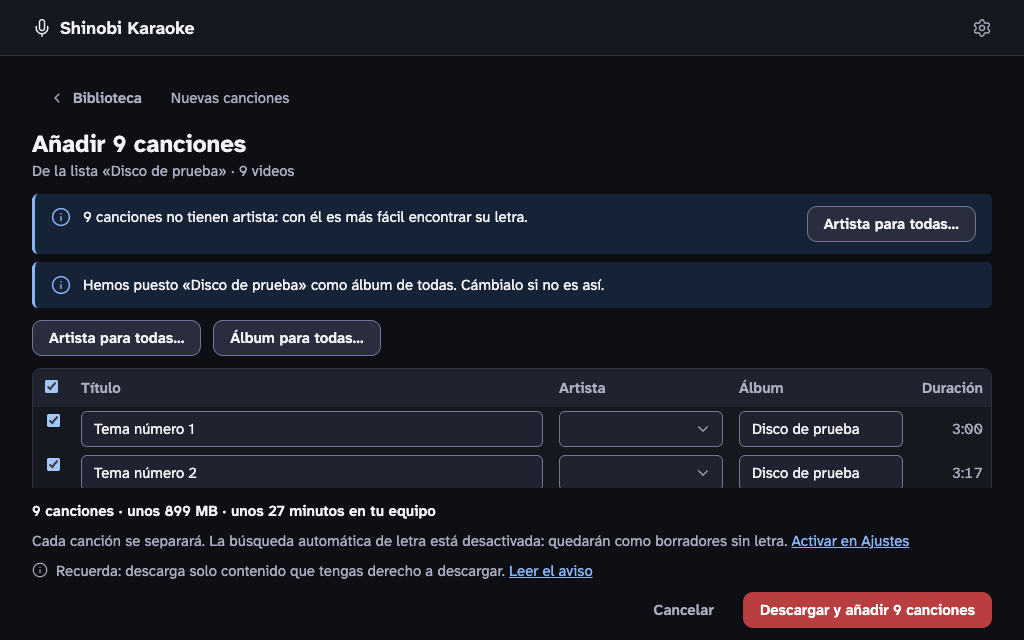 Shinobi Karaoke
Biblioteca Nuevas canciones
Añadir 9 canciones
De la lista «Disco de prueba» · 9 videos
9 canciones no tienen artista: con él es más fácil encontrar su letra.
Artista para todas...
Hemos puesto «Disco de prueba» como álbum de todas. Cámbialo si no es así.
Artista para todas... Álbum para todas...
Título Artista Álbum Duración
Tema número 1 Disco de prueba 3:00
Tema número 2 Disco de prueba 3:17
9 canciones · unos 899 MB · unos 27 minutos en tu equipo
Cada canción se separará. La búsqueda automática de letra está desactivada: quedarán como borradores sin letra. Activar en Ajustes
Recuerda: descarga solo contenido que tengas derecho a descargar. Leer el aviso
Cancelar Descargar y añadir 9 canciones